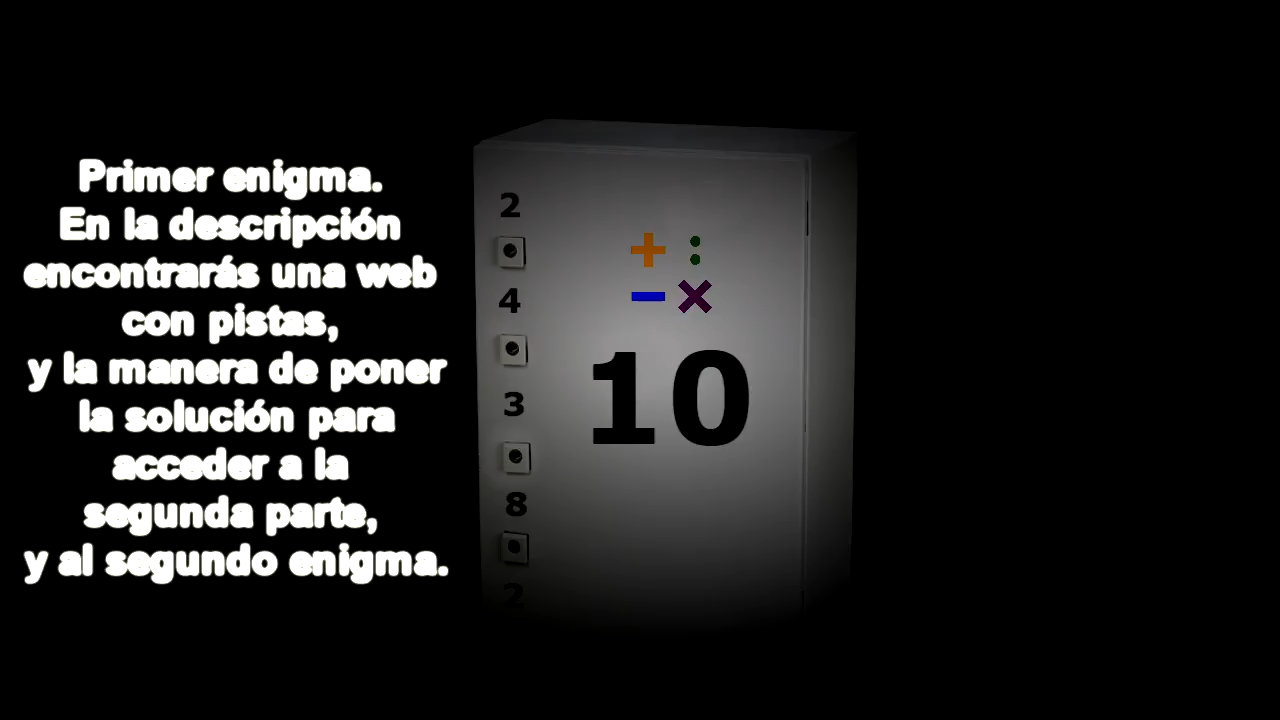 Primer enigma.
En la descripción
encontrarás una web
con pistas,
y la manera de poner
la solución para
acceder a la
segunda parte,
y al segundo enigma.
2
4
3
8
2
+ :
− ×
10